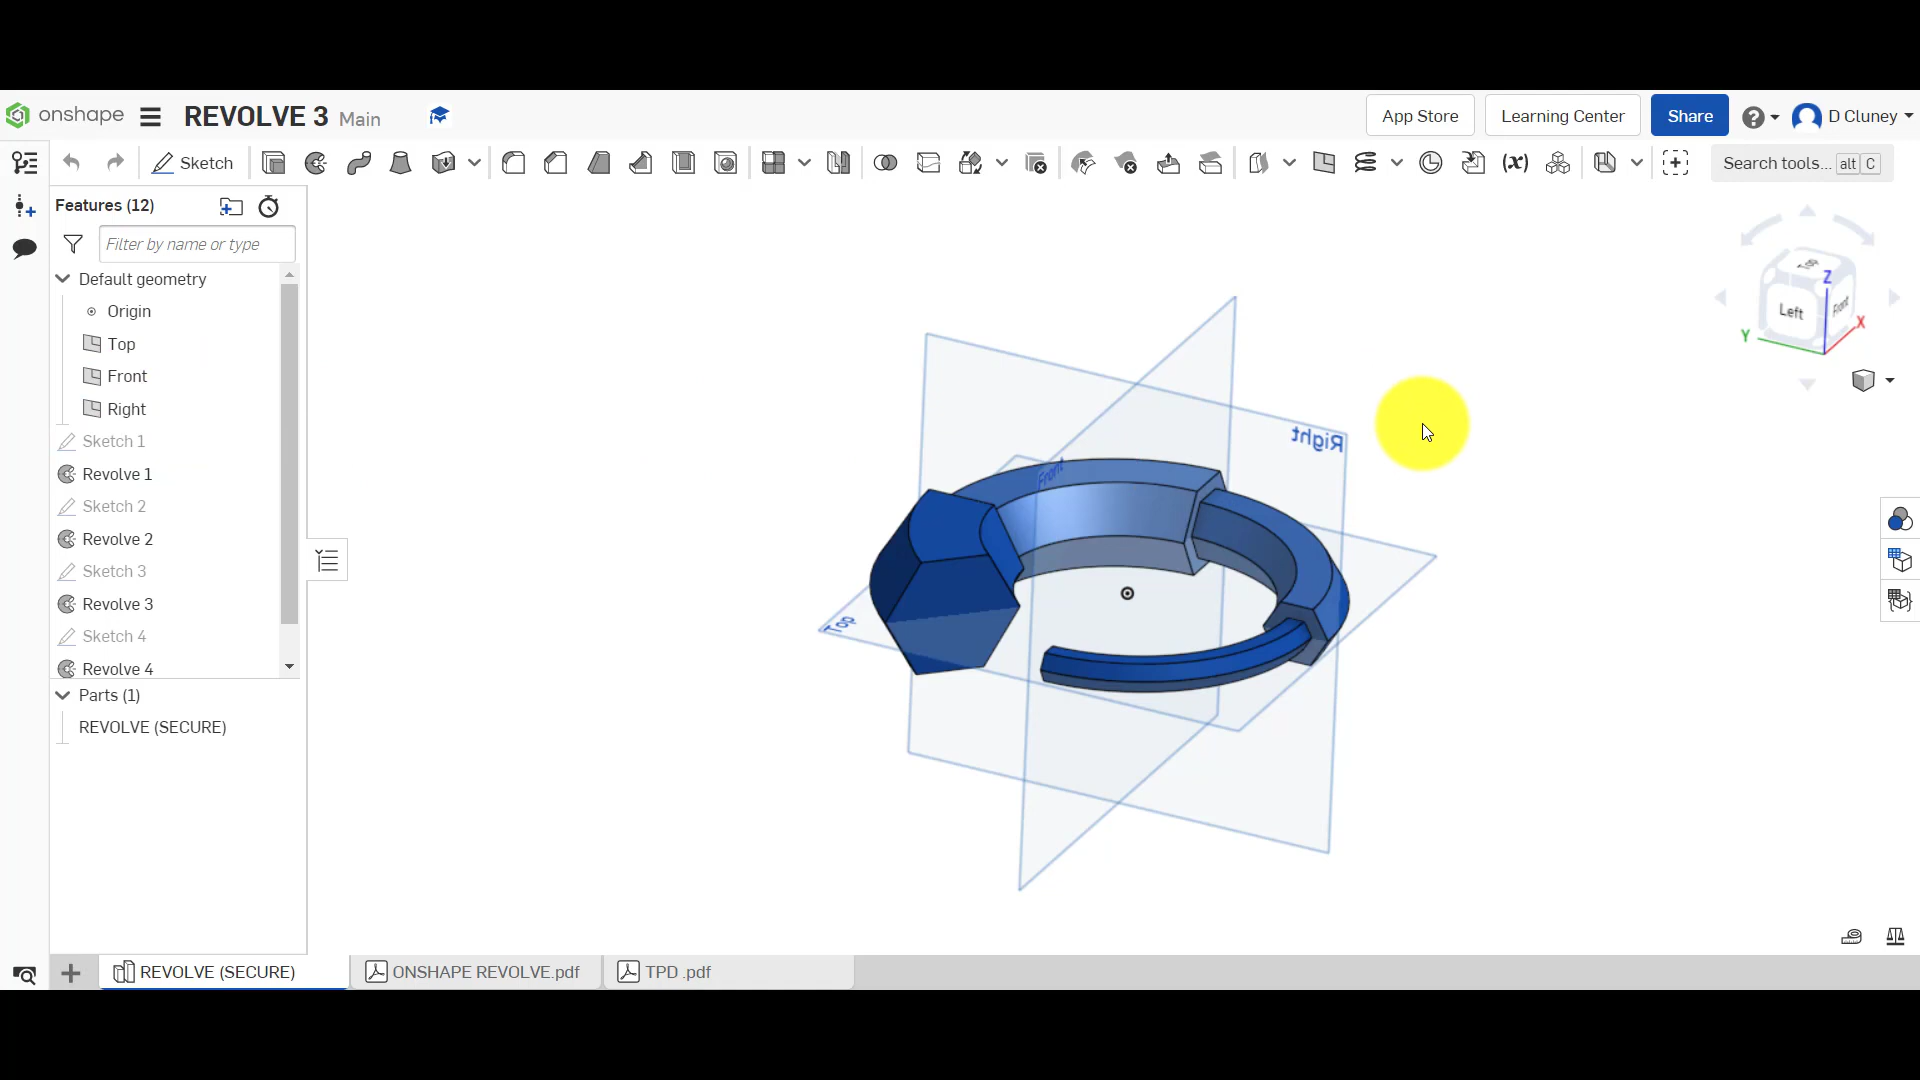 onshape
REVOLVE 3 Main
App Store
Learning Center
Share
D Cluney
Sketch
(x)
Search tools... alt C
Features (12)
Filter by name or type
Default geometry
Origin
Top
Front
Right
Sketch 1
Revolve 1
Sketch 2
Revolve 2
Sketch 3
Revolve 3
Sketch 4
Revolve 4
Parts (1)
REVOLVE (SECURE)
Right
Front
Top
Top
Z
Left
Front
X
Y
REVOLVE (SECURE)
ONSHAPE REVOLVE.pdf
TPD .pdf